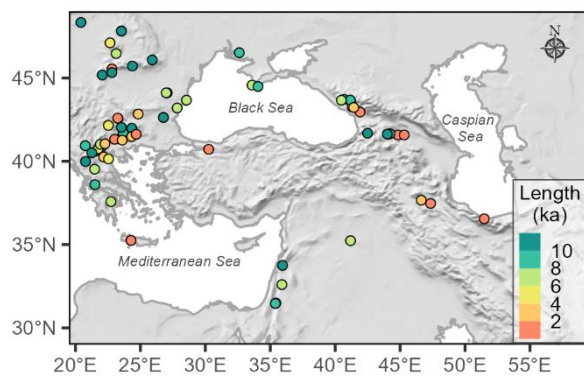 N
45°N
40°N
35°N
30°N
Black Sea
Caspian
Sea
Mediterranean Sea
Length
(ka)
10
8
6
4
2
20°E 25°E 30°E 35°E 40°E 45°E 50°E 55°E